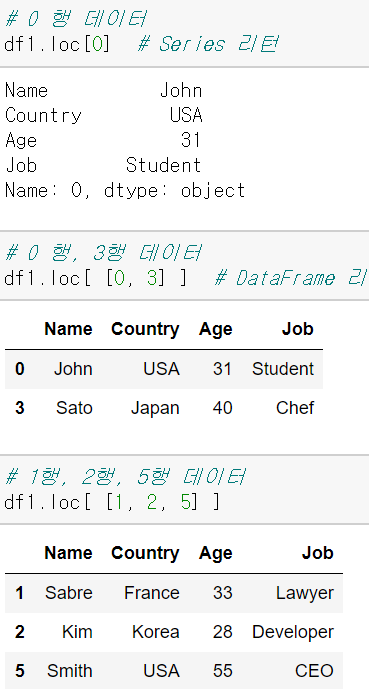 # 0 행 데이터
df1.loc[0] # Series 리턴
Name John
Country USA
Age 31
Job Student
Name: 0, dtype: object
# 0 행, 3행 데이터
df1.loc[ [0, 3] ] # DataFrame 리
Name Country Age Job
0 John USA 31 Student
3 Sato Japan 40 Chef
# 1행, 2행, 5행 데이터
df1.loc[ [1, 2, 5] ]
Name Country Age Job
1 Sabre France 33 Lawyer
2 Kim Korea 28 Developer
5 Smith USA 55 CEO